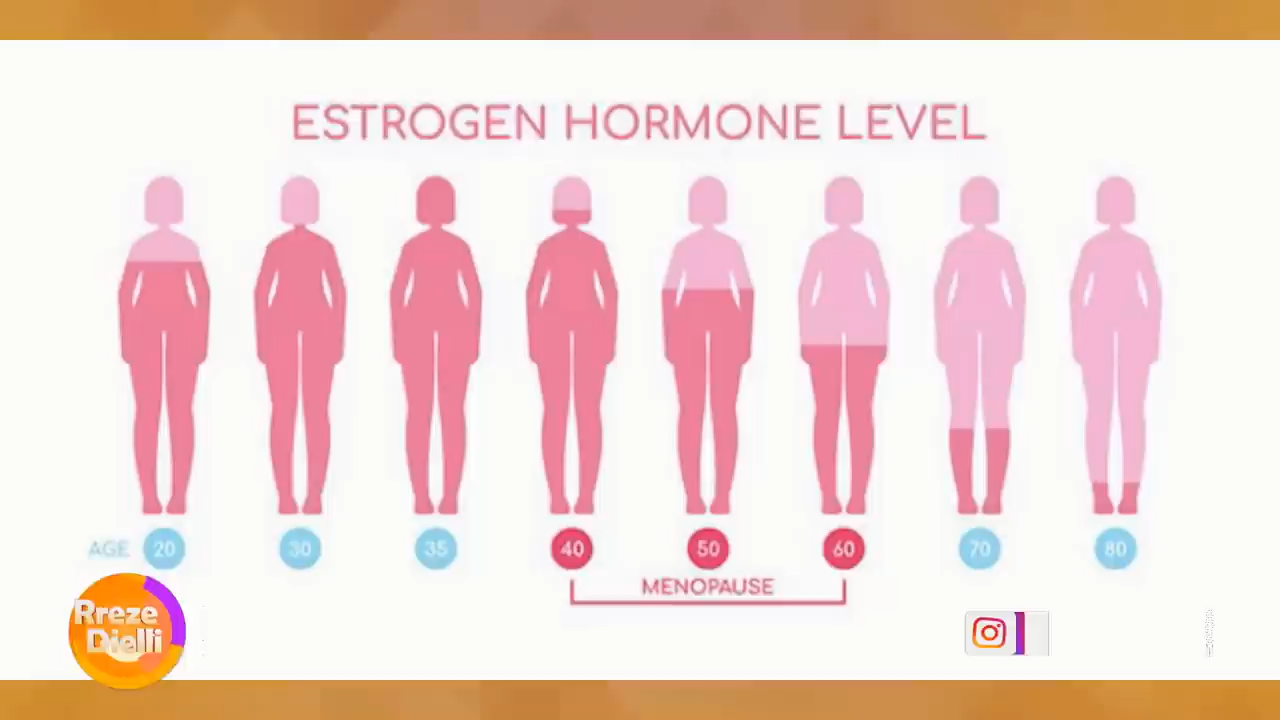 ESTROGEN HORMONE LEVEL
AGE 20 30 35 40 50 60 70 80
MENOPAUSE
Rreze
Dielli